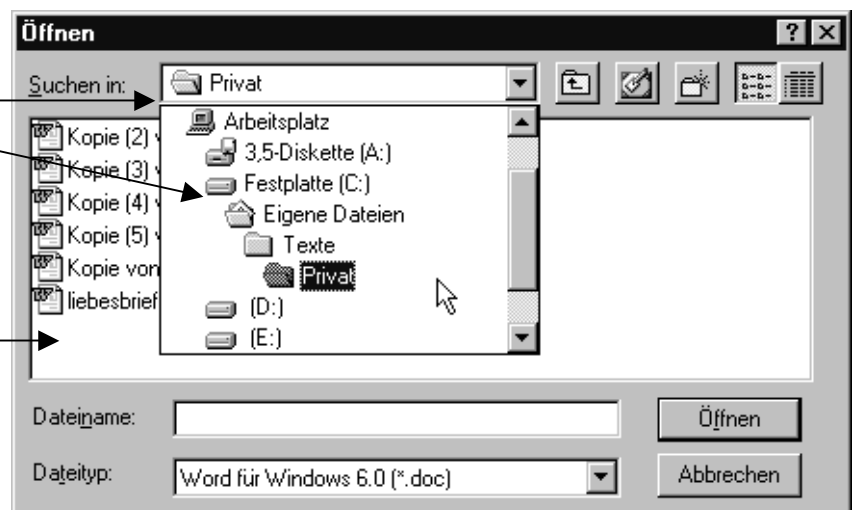 Öffnen
Suchen in: Privat
Arbeitsplatz
Kopie (2) v
3,5-Diskette (A:)
Kopie (3) v
Festplatte (C:)
Kopie (4) v
Eigene Dateien
Kopie (5) v
Texte
Kopie von
Privat
liebesbrief
(D:)
(E:)
Dateiname:
Öffnen
Dateityp: Word für Windows 6.0 (*.doc) Abbrechen